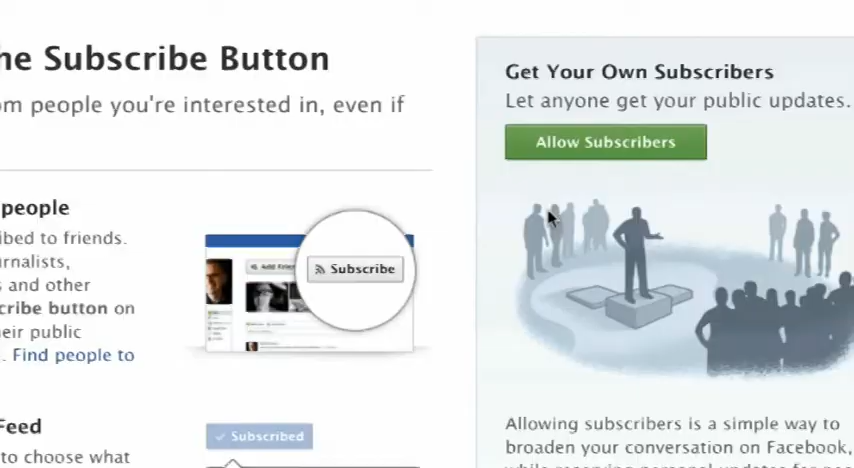 he Subscribe Button
om people you're interested in, even if
people
ibed to friends.
urnalists,
s and other
cribe button on
heir public
. Find people to
Subscribe
Feed
Subscribed
to choose what
Get Your Own Subscribers
Let anyone get your public updates.
Allow Subscribers
Allowing subscribers is a simple way to
broaden your conversation on Facebook,